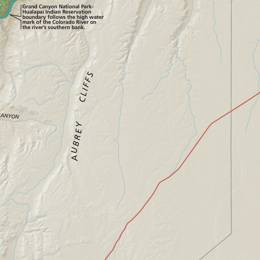 Grand Canyon National Park-
Hualapai Indian Reservation
boundary follows the high water
mark of the Colorado River on
the river's southern bank.
ANYON
AUBREY CLIFFS